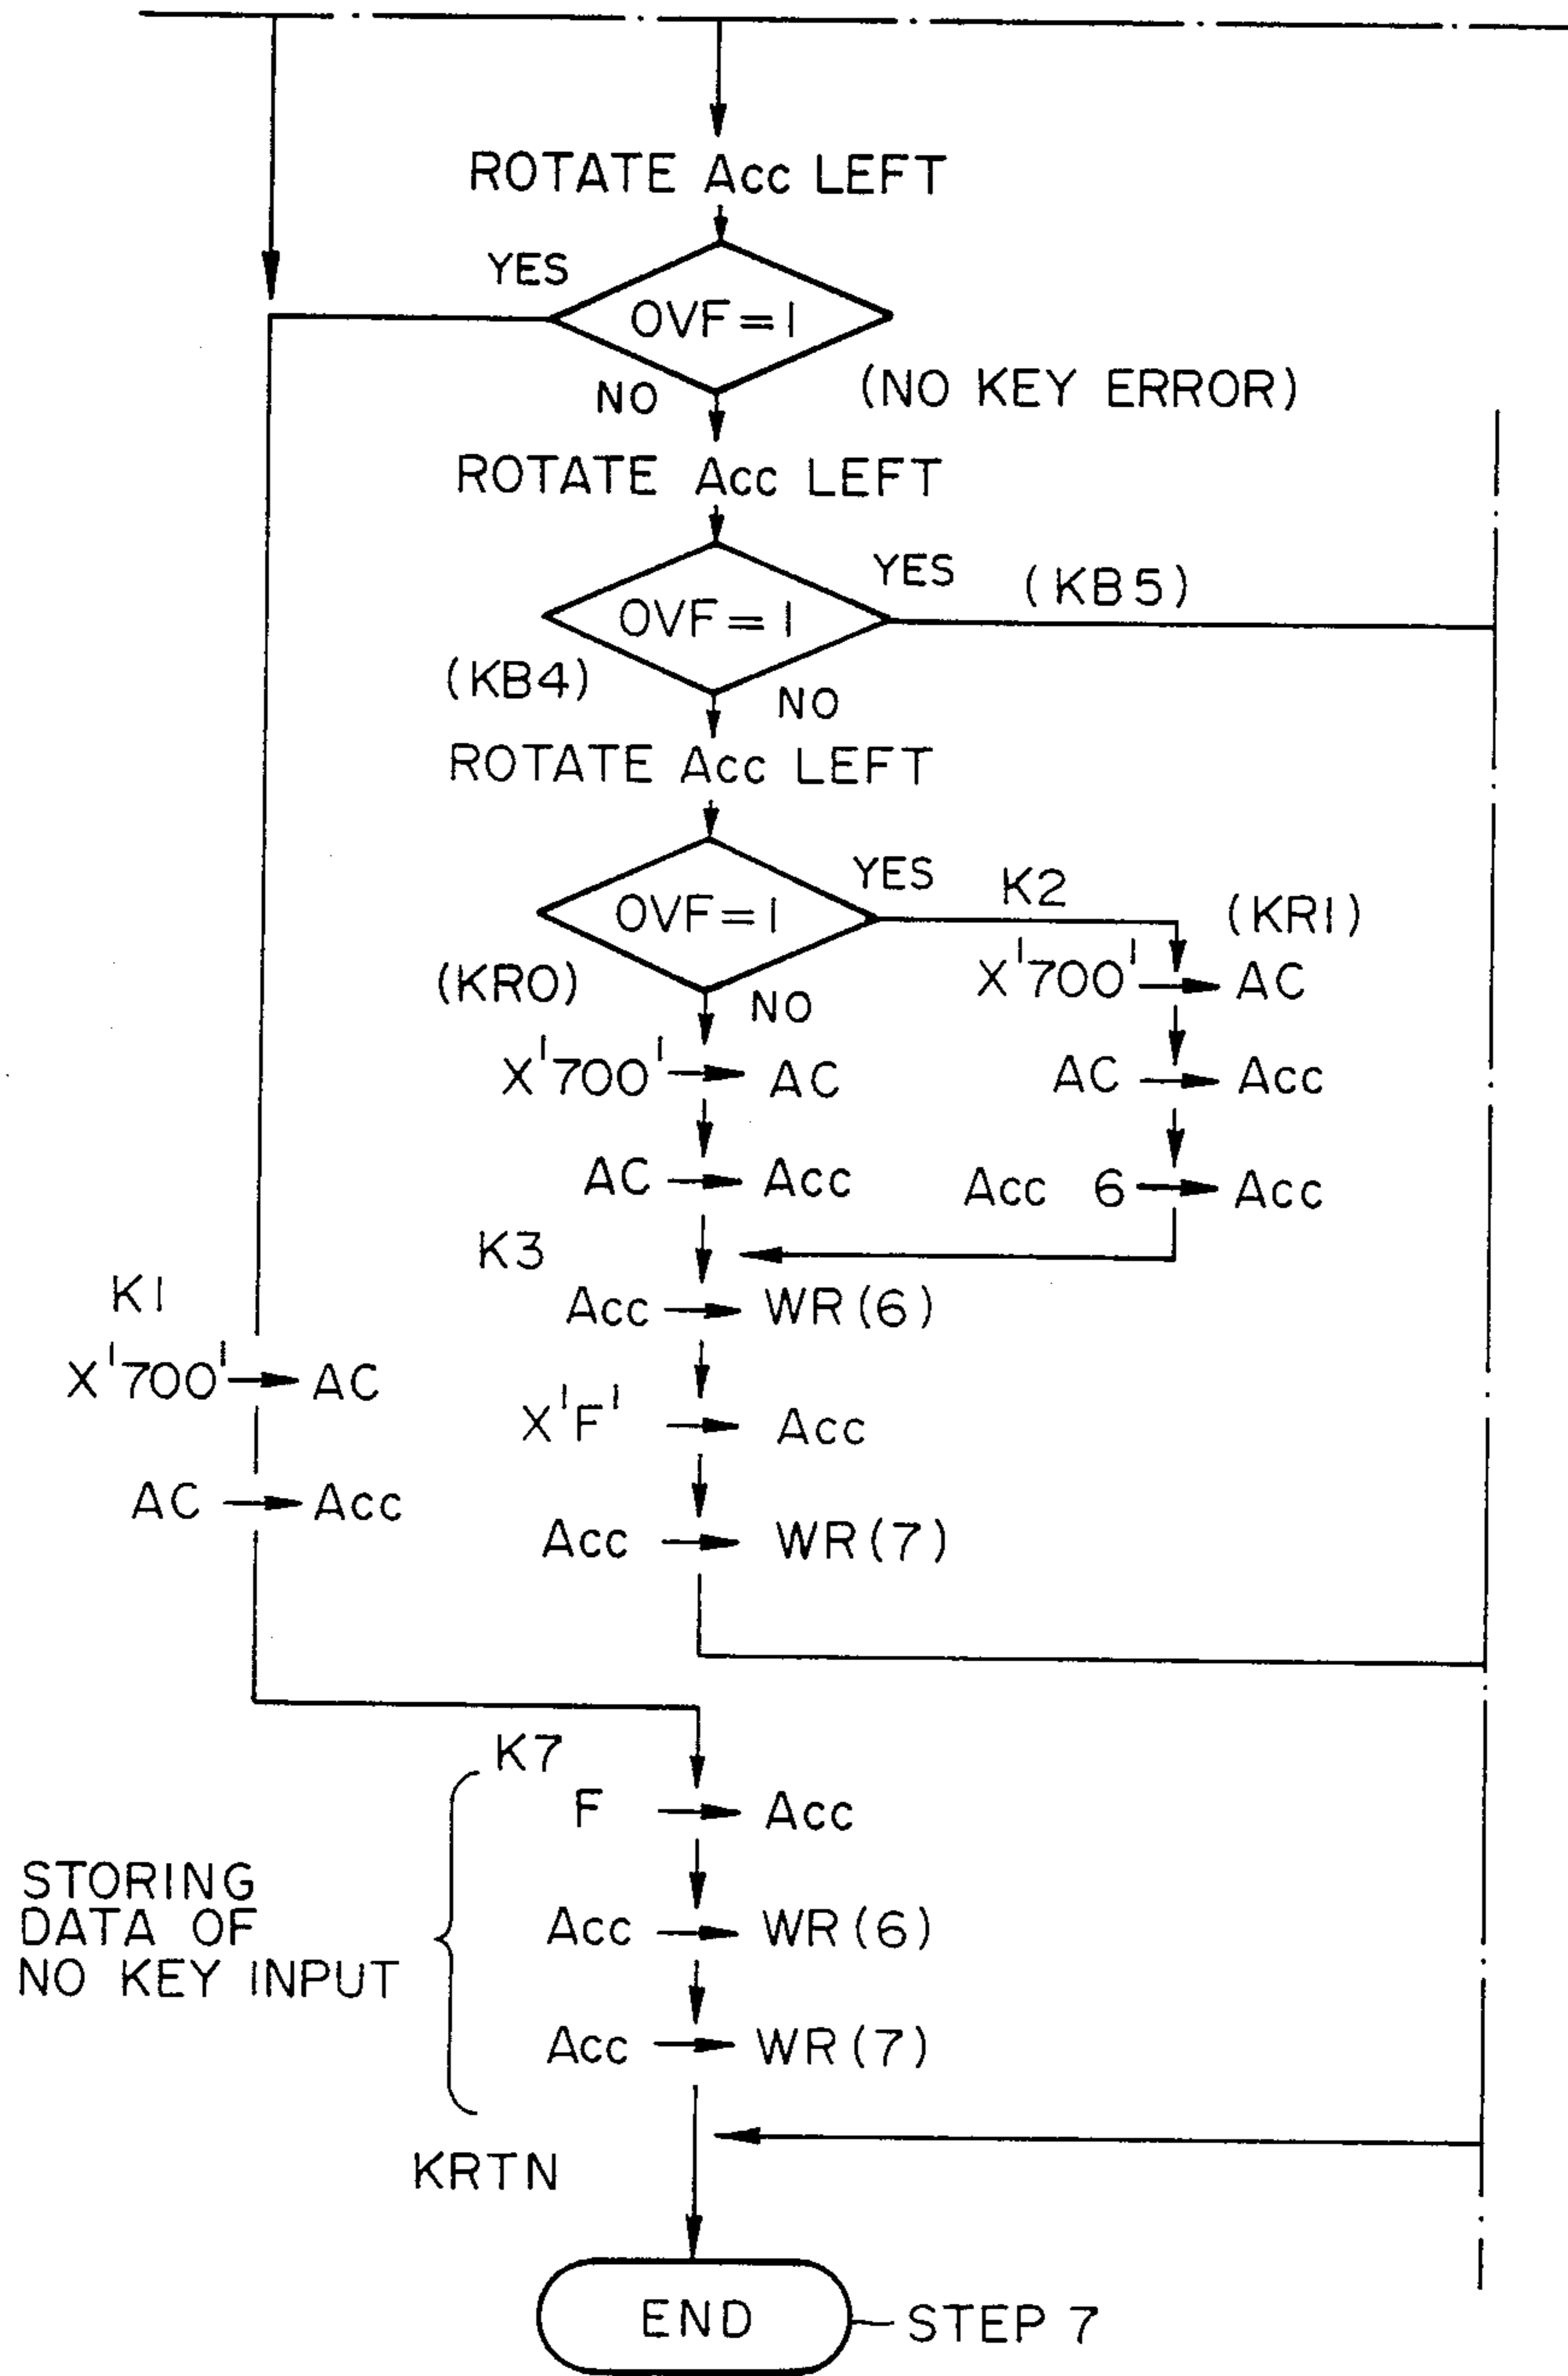 ROTATE Acc LEFT
YES
OVF=1
NO
(NO KEY ERROR)
ROTATE Acc LEFT
YES
(KB5)
OVF=1
(KB4)
NO
ROTATE Acc LEFT
YES
K2
OVF=1
(KR1)
(KR0)
NO
X'700' → AC
X'700' → AC
AC → Acc
AC → Acc
Acc 6 → Acc
K3
K1
Acc → WR(6)
X'700' → AC
X'F' → Acc
AC → Acc
Acc → WR(7)
K7
F → Acc
STORING
DATA OF
NO KEY INPUT
Acc → WR(6)
Acc → WR(7)
KRTN
END
STEP 7